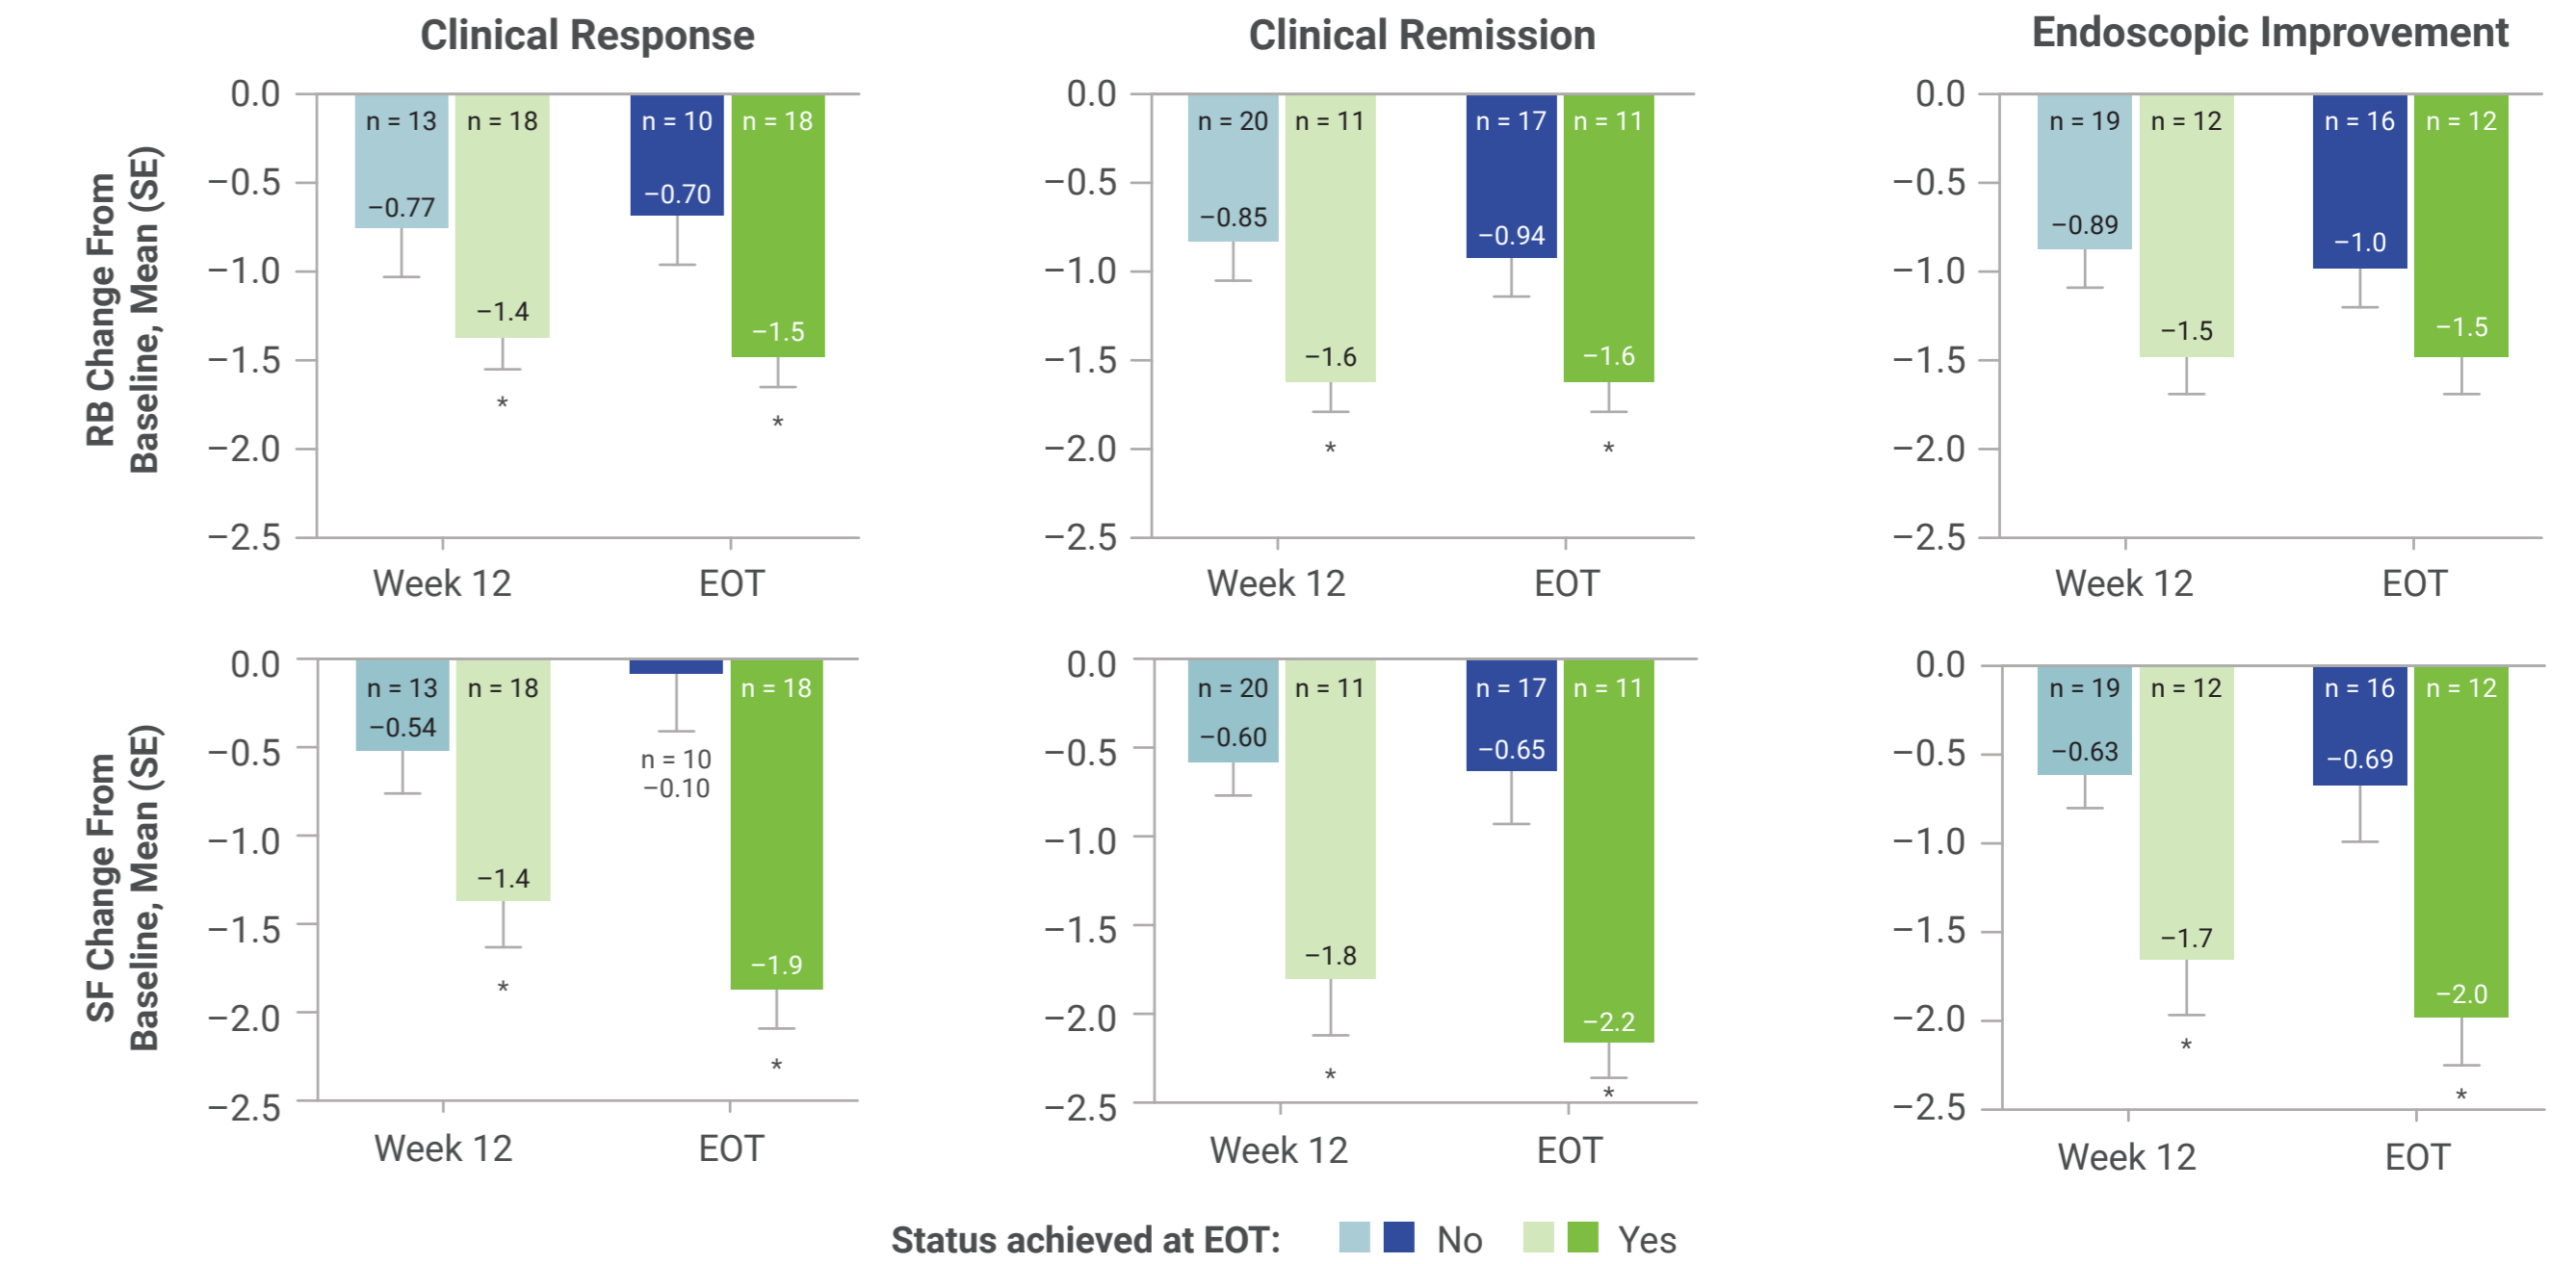 Clinical Response
Clinical Remission
Endoscopic Improvement
RB Change From
Baseline, Mean (SE)
0.0
−0.5
−1.0
−1.5
−2.0
−2.5
n = 13
n = 18
n = 10
n = 18
−0.77
−1.4
−0.70
−1.5
*
*
Week 12
EOT
0.0
−0.5
−1.0
−1.5
−2.0
−2.5
n = 20
n = 11
n = 17
n = 11
−0.85
−1.6
−0.94
−1.6
*
*
Week 12
EOT
0.0
−0.5
−1.0
−1.5
−2.0
−2.5
n = 19
n = 12
n = 16
n = 12
−0.89
−1.5
−1.0
−1.5
Week 12
EOT
SF Change From
Baseline, Mean (SE)
0.0
−0.5
−1.0
−1.5
−2.0
−2.5
n = 13
n = 18
n = 10
n = 18
−0.54
−1.4
−0.10
−1.9
*
*
Week 12
EOT
0.0
−0.5
−1.0
−1.5
−2.0
−2.5
n = 20
n = 11
n = 17
n = 11
−0.60
−1.8
−0.65
−2.2
*
*
Week 12
EOT
0.0
−0.5
−1.0
−1.5
−2.0
−2.5
n = 19
n = 12
n = 16
n = 12
−0.63
−1.7
−0.69
−2.0
*
*
Week 12
EOT
Status achieved at EOT: No Yes